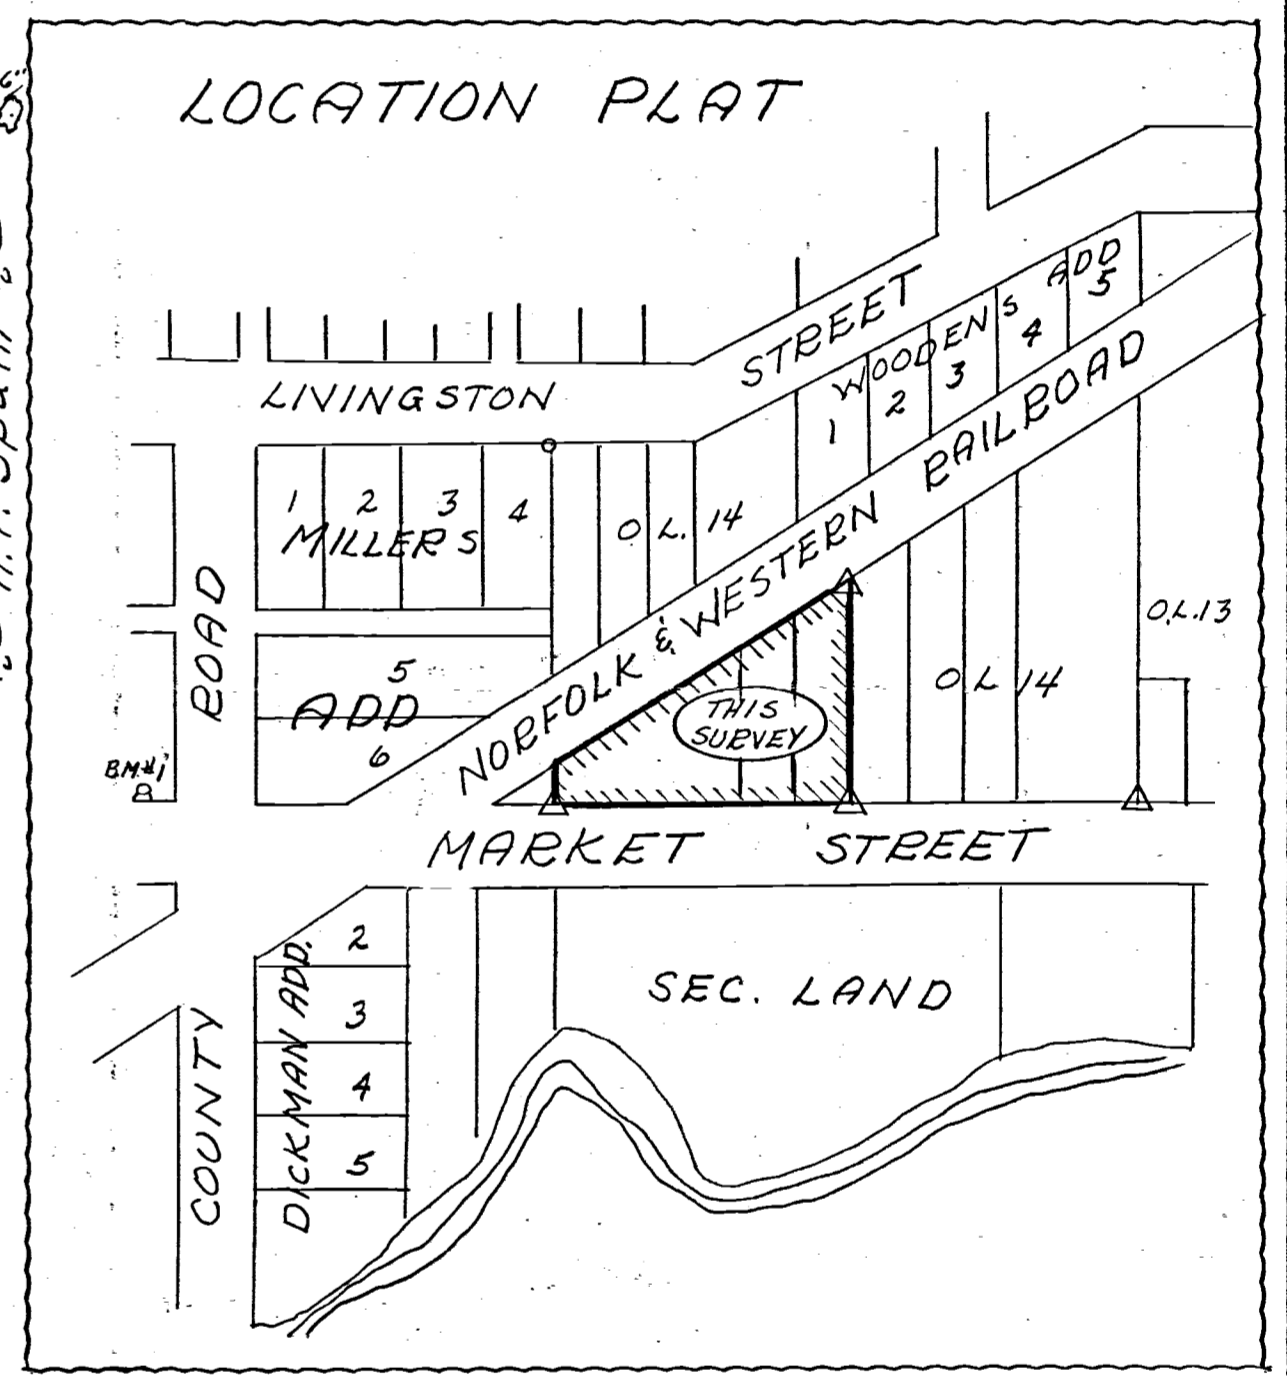 LOCATION PLAT
LIVINGSTON STREET
WOODENS ADD
1 2 3 4 5
1 2 3 4
MILLERS
5
ADD
6
O L. 14
NORFOLK & WESTERN RAILROAD
O.L.13
O L 14
THIS
SURVEY
ROAD
B.M.#1
MARKET STREET
SEC. LAND
COUNTY
DICKMAN ADD.
2
3
4
5